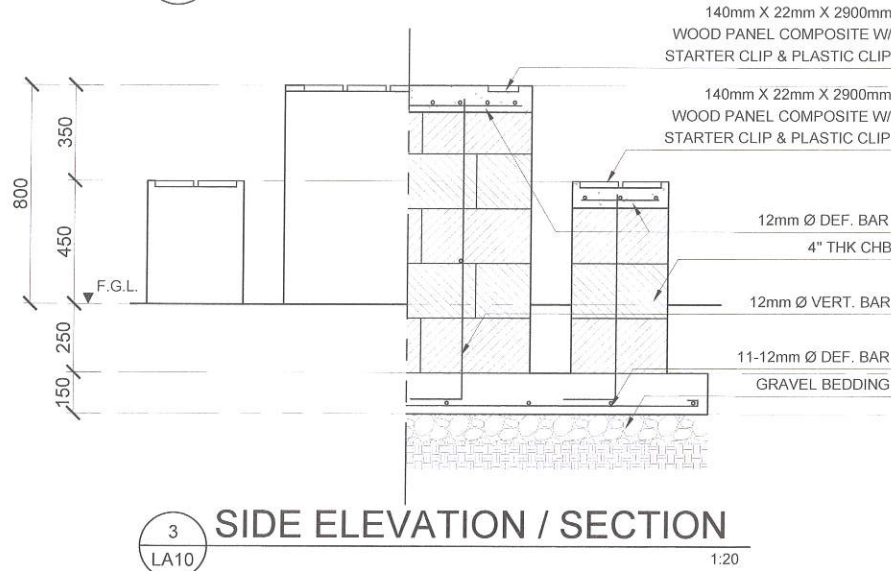 140mm X 22mm X 2900mm
WOOD PANEL COMPOSITE W/
STARTER CLIP & PLASTIC CLIP
140mm X 22mm X 2900mm
WOOD PANEL COMPOSITE W/
STARTER CLIP & PLASTIC CLIP
350
800
450
12mm Ø DEF. BAR
4" THK CHB
F.G.L.
12mm Ø VERT. BAR
250
11-12mm Ø DEF. BAR
150
GRAVEL BEDDING
3
LA10
SIDE ELEVATION / SECTION
1:20